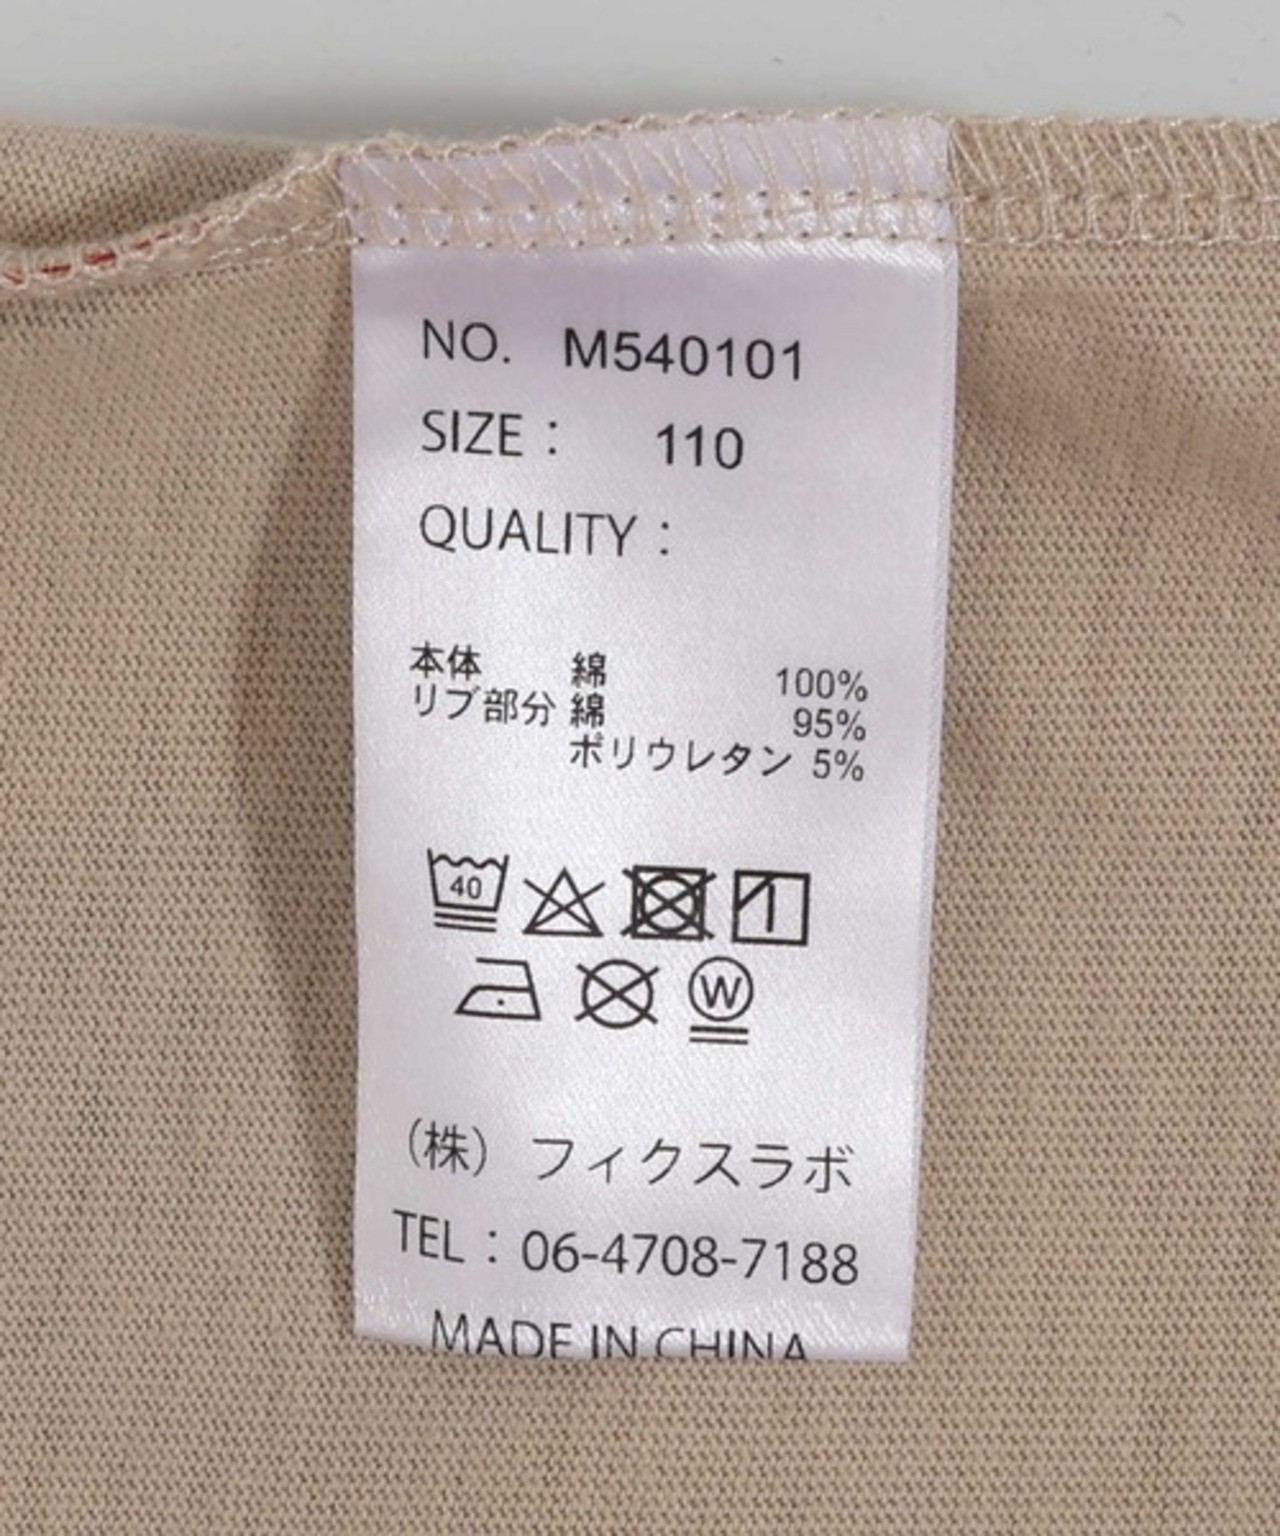 NO. M540101
SIZE : 110
QUALITY :
本体 綿 100%
リブ部分 綿 95%
ポリウレタン 5%
40
W
(株) フィクスラボ
TEL : 06-4708-7188
MADE IN CHINA